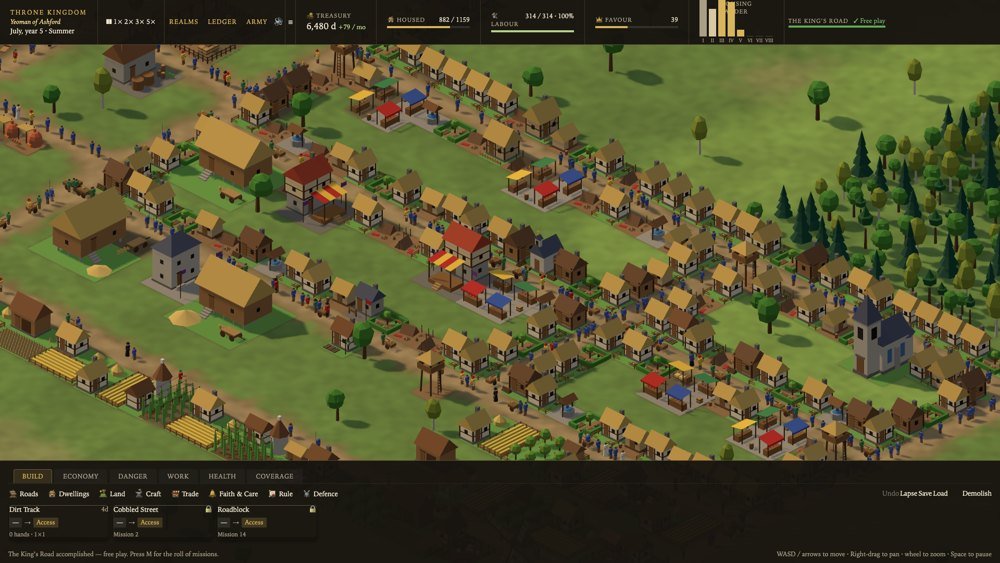 THRONE KINGDOM
Yeoman of Ashford
July, year 5 · Summer
1× 2× 3× 5×
REALMS LEDGER ARMY
TREASURY
6,480 d +79 /mo
HOUSED 882 / 1159
LABOUR 314 / 314 · 100%
FAVOUR 39
I II III IV V VI VII VIII
THE KING'S ROAD ✓ Free play
BUILD ECONOMY DANGER WORK HEALTH COVERAGE
Roads Dwellings Land Craft Trade Faith & Care Rule Defence
Undo Lapse Save Load Demolish
Dirt Track 4d Cobbled Street Roadblock
— → Access — → Access — → Access
0 hands · 1×1 Mission 2 Mission 14
The King's Road accomplished — free play. Press M for the roll of missions.
WASD / arrows to move · Right-drag to pan · wheel to zoom · Space to pause